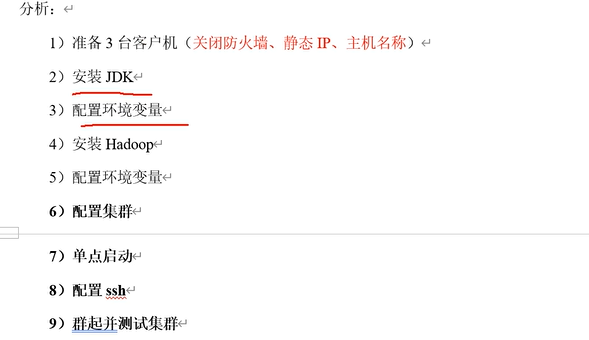 分析：
1）准备 3 台客户机（关闭防火墙、静态 IP、主机名称）
2）安装 JDK
3）配置环境变量
4）安装 Hadoop
5）配置环境变量
6）配置集群
7）单点启动
8）配置 ssh
9）群起并测试集群